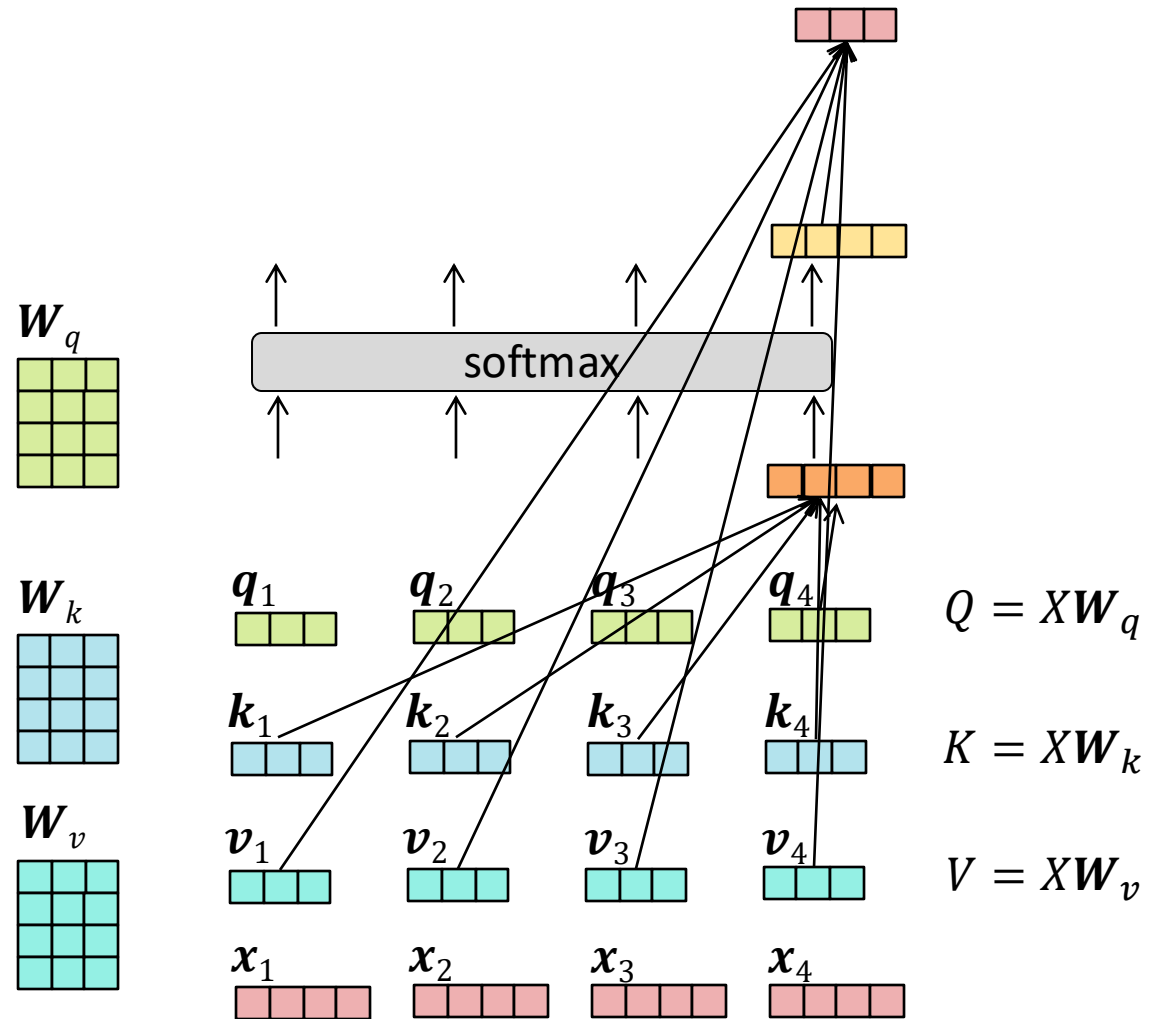 softmax
W_q
q_1 q_2 q_3 q_4 Q = XW_q
W_k
k_1 k_2 k_3 k_4 K = XW_k
W_v
v_1 v_2 v_3 v_4 V = XW_v
x_1 x_2 x_3 x_4